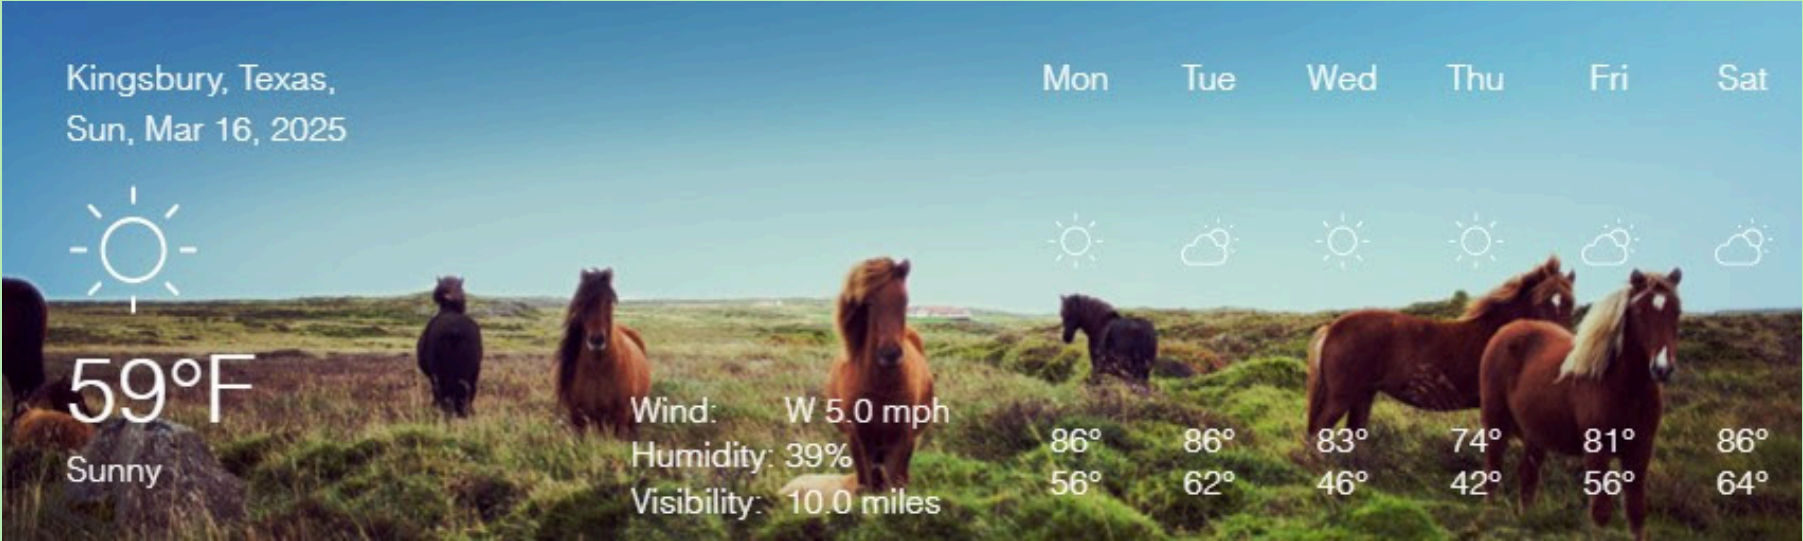 Kingsbury, Texas,
Sun, Mar 16, 2025
59°F
Sunny
Wind: W 5.0 mph
Humidity: 39%
Visibility: 10.0 miles
Mon Tue Wed Thu Fri Sat
86° 86° 83° 74° 81° 86°
56° 62° 46° 42° 56° 64°